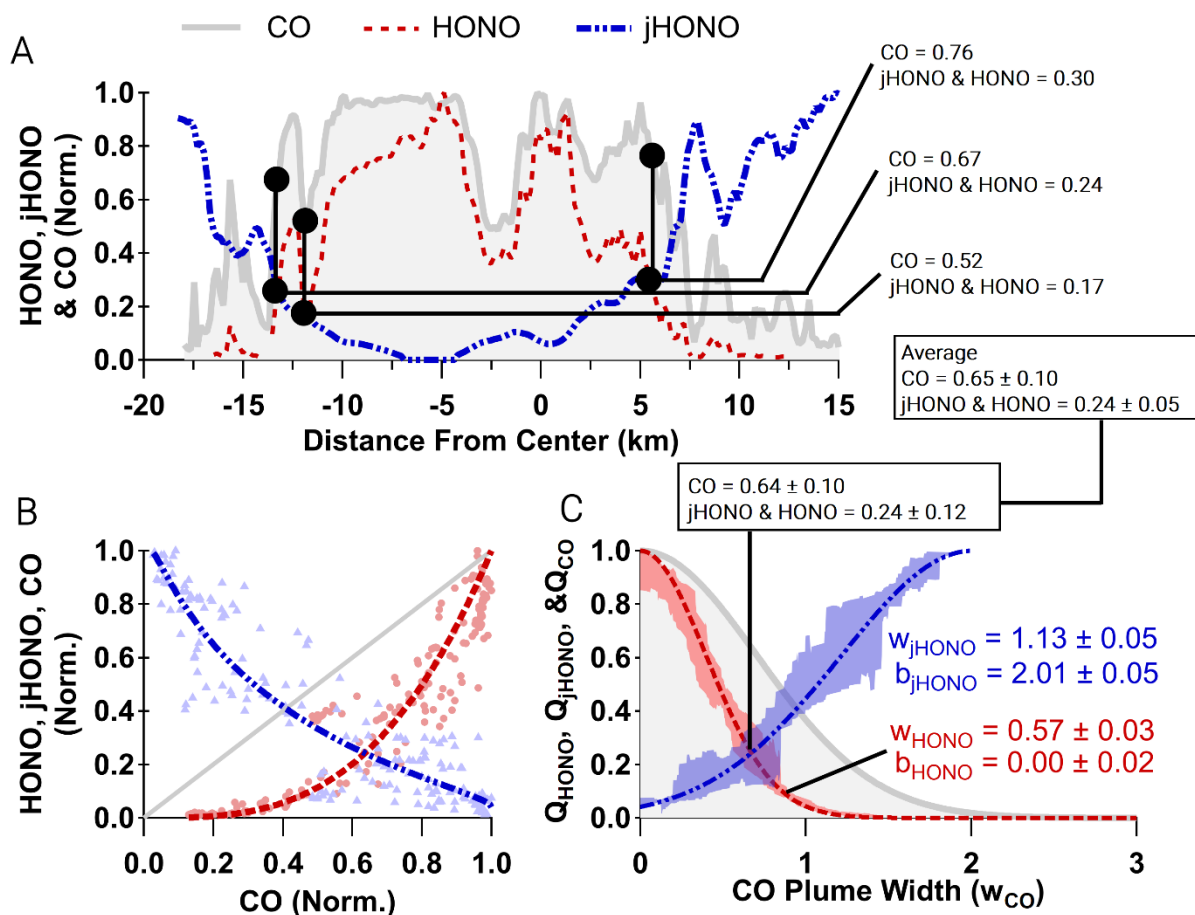 CO HONO jHONO
A
CO = 0.76
jHONO & HONO = 0.30
CO = 0.67
jHONO & HONO = 0.24
CO = 0.52
jHONO & HONO = 0.17
HONO, jHONO
& CO (Norm.)
1.0
0.8
0.6
0.4
0.2
0.0
-20 -15 -10 -5 0 5 10 15
Distance From Center (km)
Average
CO = 0.65 ± 0.10
jHONO & HONO = 0.24 ± 0.05
CO = 0.64 ± 0.10
jHONO & HONO = 0.24 ± 0.12
B
HONO, jHONO, CO
(Norm.)
1.0
0.8
0.6
0.4
0.2
0.0
0.0 0.2 0.4 0.6 0.8 1.0
CO (Norm.)
C
QHONO, QjHONO, &QCO
1.0
0.8
0.6
0.4
0.2
0.0
wjHONO = 1.13 ± 0.05
bjHONO = 2.01 ± 0.05
wHONO = 0.57 ± 0.03
bHONO = 0.00 ± 0.02
0 1 2 3
CO Plume Width (wCO)